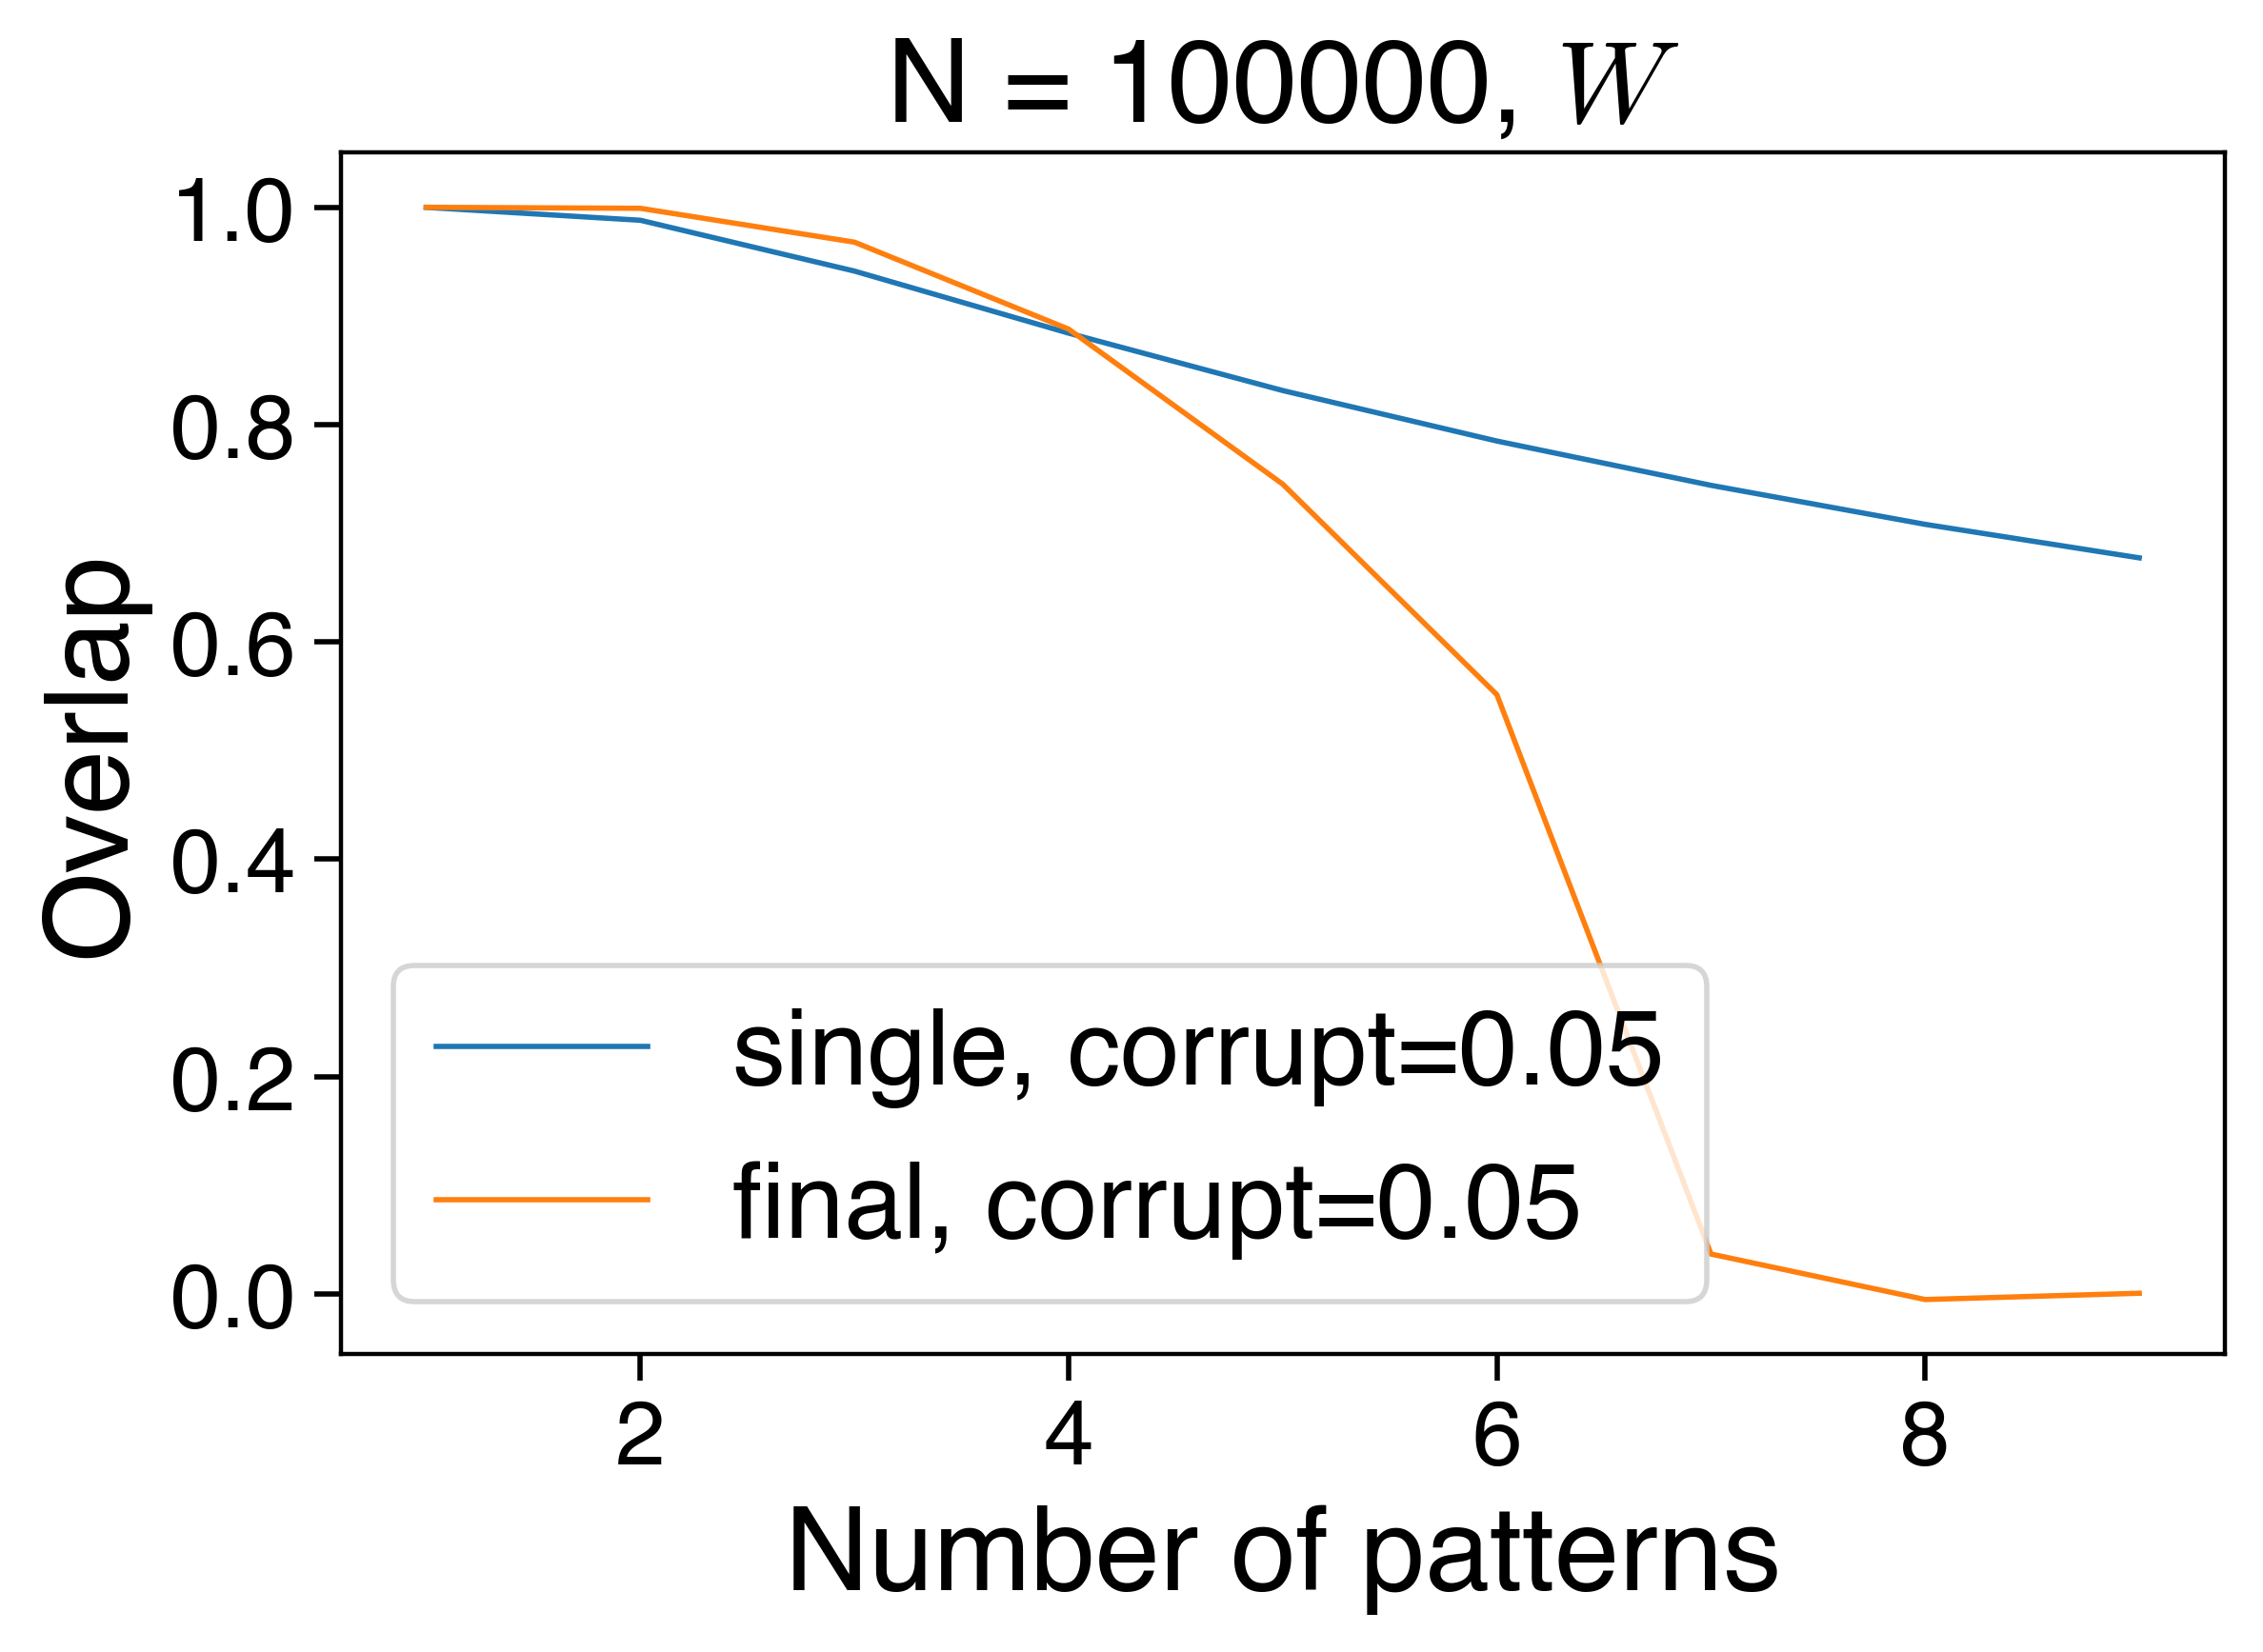 N = 100000, W
1.0
0.8
0.6
0.4
0.2
0.0
Overlap
single, corrupt=0.05
final, corrupt=0.05
2 4 6 8
Number of patterns